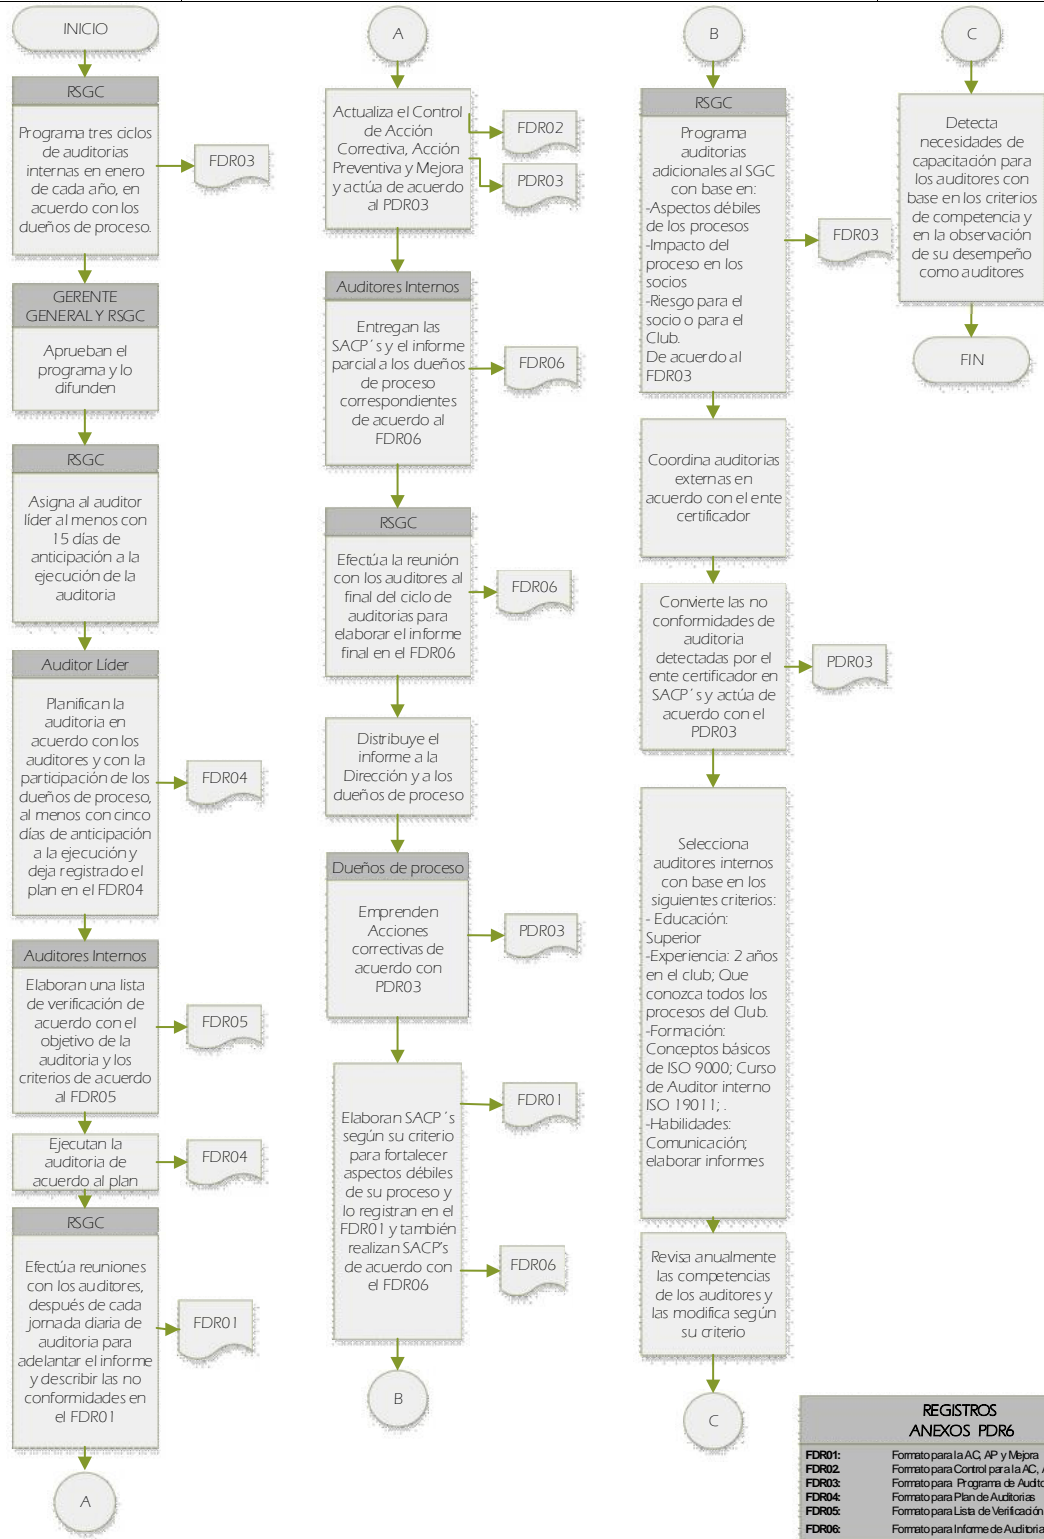 INICIO
RSGC
Programa tres ciclos
de auditorias
internas en enero
de cada año, en
acuerdo con los
dueños de proceso.
FDR03
GERENTE
GENERAL Y RSGC
Aprueban el
programa y lo
difunden
RSGC
Asigna al auditor
líder al menos con
15 días de
anticipación a la
ejecución de la
auditoria
Auditor Líder
Planifican la
auditoria en
acuerdo con los
auditores y con la
participación de los
dueños de proceso,
al menos con cinco
días de anticipación
a la ejecución y
deja registrado el
plan en el FDR04
FDR04
Auditores Internos
Elaboran una lista
de verificación de
acuerdo con el
objetivo de la
auditoria y los
criterios de acuerdo
al FDR05
FDR05
Ejecutan la
auditoria de
acuerdo al plan
FDR04
RSGC
Efectúa reuniones
con los auditores,
después de cada
jornada diaria de
auditoria para
adelantar el informe
y describir las no
conformidades en
el FDR01
FDR01
A
A
Actualiza el Control
de Acción
Correctiva, Acción
Preventiva y Mejora
y actúa de acuerdo
al PDR03
FDR02
PDR03
Auditores Internos
Entregan las
SACP´s y el informe
parcial a los dueños
de proceso
correspondientes
de acuerdo al
FDR06
FDR06
RSGC
Efectúa la reunión
con los auditores al
final del ciclo de
auditorias para
elaborar el informe
final en el FDR06
FDR06
Distribuye el
informe a la
Dirección y a los
dueños de proceso
Dueños de proceso
Emprenden
Acciones
correctivas de
acuerdo con
PDR03
PDR03
Elaboran SACP´s
según su criterio
para fortalecer
aspectos débiles
de su proceso y
lo registran en el
FDR01 y también
realizan SACP's
de acuerdo con
el FDR06
FDR01
FDR06
B
B
RSGC
Programa
auditorias
adicionales al SGC
con base en:
-Aspectos débiles
de los procesos
-Impacto del
proceso en los
socios
-Riesgo para el
socio o para el
Club.
De acuerdo al
FDR03
FDR03
Coordina auditorias
externas en
acuerdo con el ente
certificador
Convierte las no
conformidades de
auditoria
detectadas por el
ente certificador en
SACP´s y actúa de
acuerdo con el
PDR03
PDR03
Selecciona
auditores internos
con base en los
siguientes criterios:
- Educación:
Superior
-Experiencia: 2 años
en el club; Que
conozca todos los
procesos del Club.
-Formación:
Conceptos básicos
de ISO 9000; Curso
de Auditor interno
ISO 19011; .
-Habilidades:
Comunicación;
elaborar informes
Revisa anualmente
las competencias
de los auditores y
las modifica según
su criterio
C
C
Detecta
necesidades de
capacitación para
los auditores con
base en los criterios
de competencia y
en la observación
de su desempeño
como auditores
FIN
REGISTROS
ANEXOS PDR6
FDR01: Formato para la AC, AP y Mejora
FDR02. Formato para Control para la AC,
FDR03: Formato para Programa de
FDR04: Formato para Plan de Auditorias
FDR05: Formato para Lista de Verificación
FDR06: Formato para Informe de Auditoria